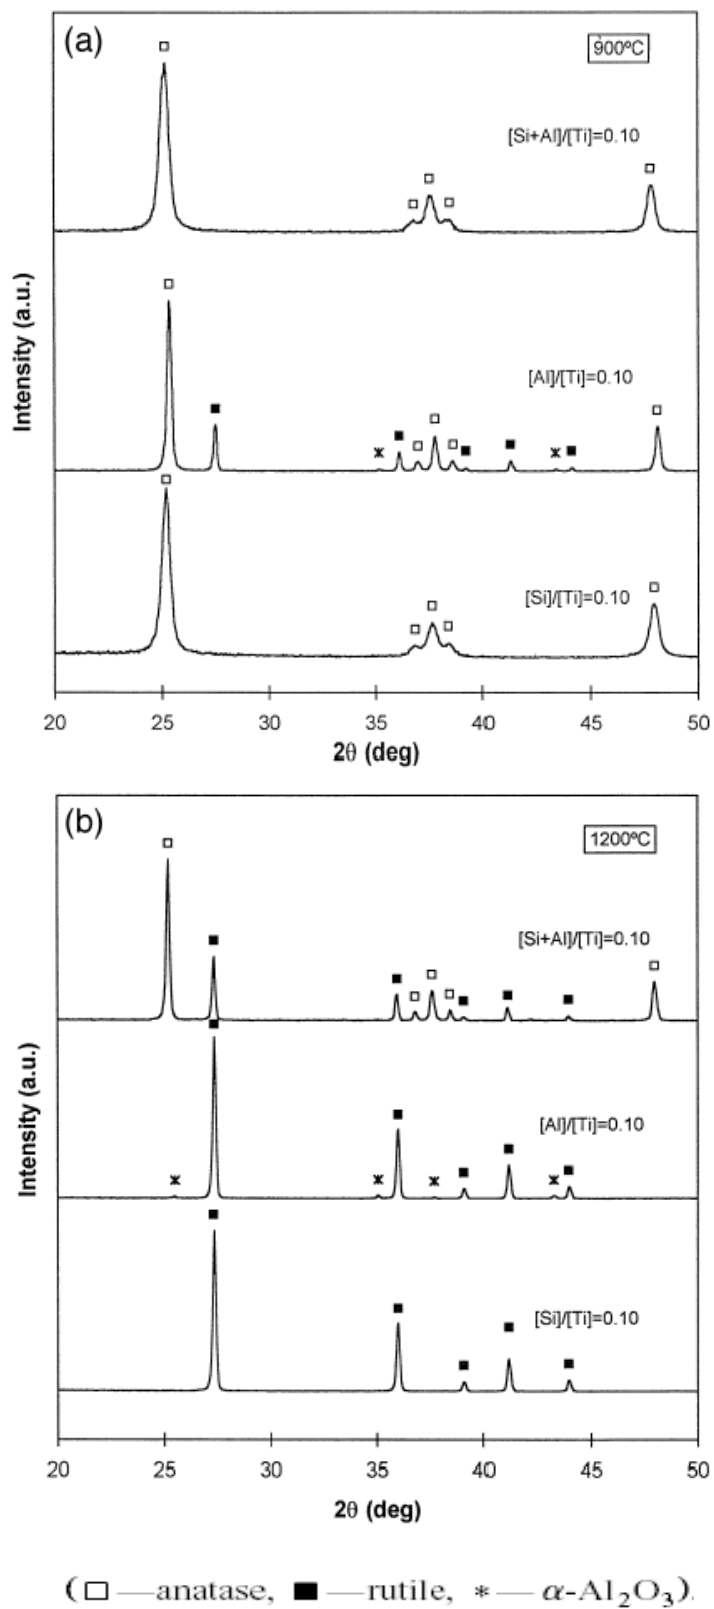 (a)
900ºC
[Si+Al]/[Ti]=0.10
[Al]/[Ti]=0.10
[Si]/[Ti]=0.10
Intensity (a.u.)
20 25 30 35 40 45 50
2θ (deg)
(b)
1200ºC
[Si+Al]/[Ti]=0.10
[Al]/[Ti]=0.10
[Si]/[Ti]=0.10
Intensity (a.u.)
20 25 30 35 40 45 50
2θ (deg)
( □ —anatase, ■ —rutile, * — α-Al₂O₃).